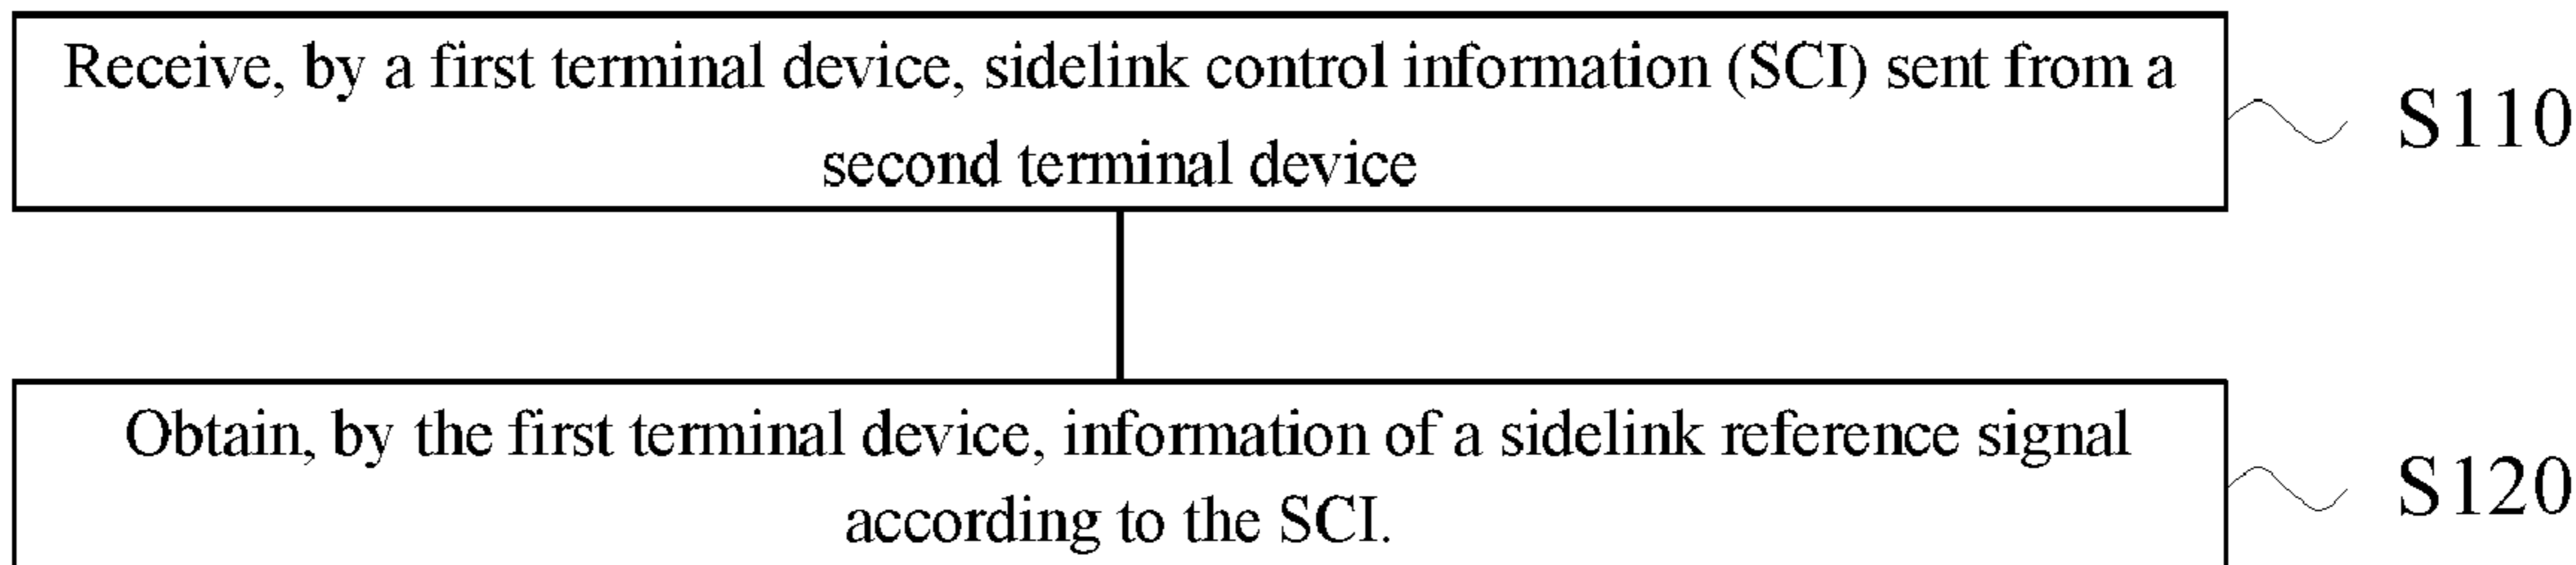 Receive, by a first terminal device, sidelink control information (SCI) sent from a
second terminal device
S110
Obtain, by the first terminal device, information of a sidelink reference signal
according to the SCI.
S120